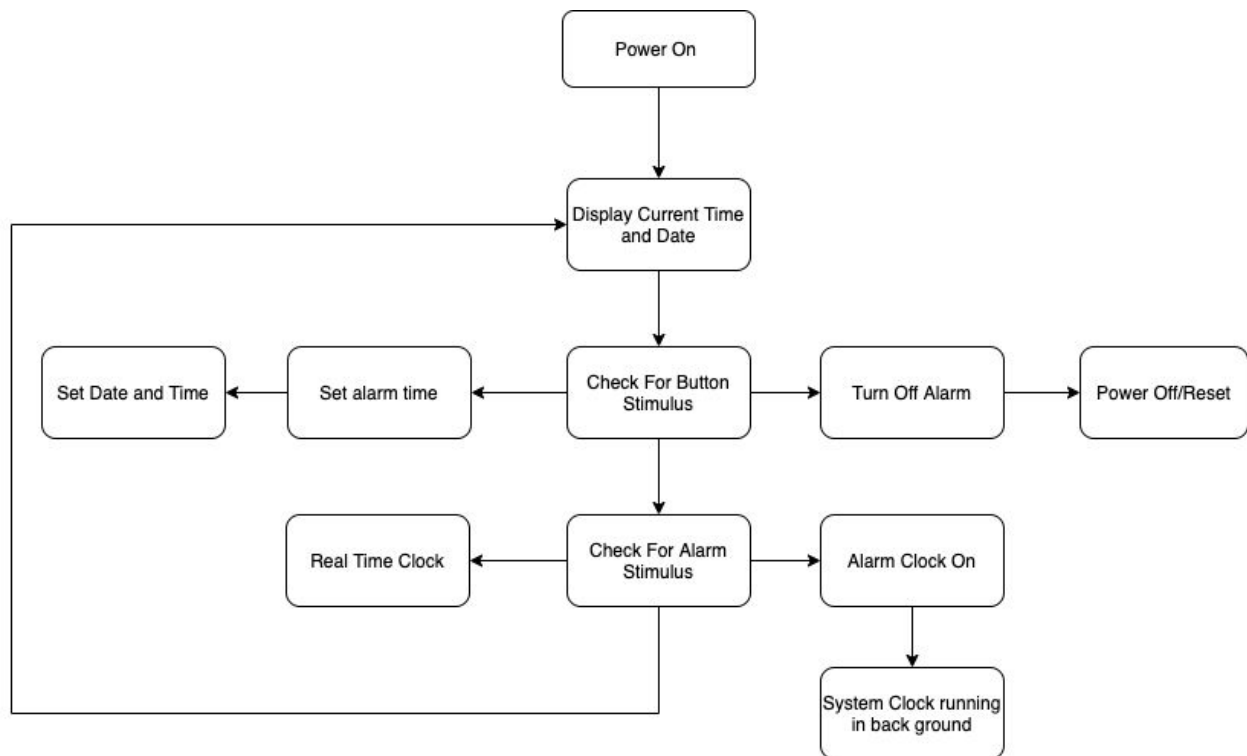 Power On
Display Current Time
and Date
Set Date and Time
Set alarm time
Check For Button
Stimulus
Turn Off Alarm
Power Off/Reset
Real Time Clock
Check For Alarm
Stimulus
Alarm Clock On
System Clock running
in back ground